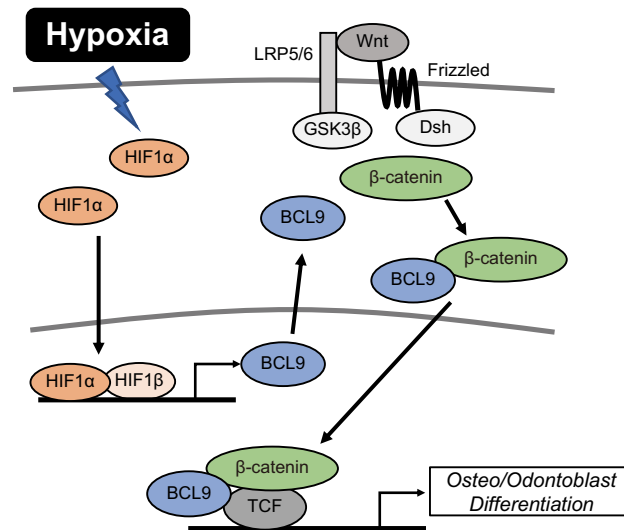 Hypoxia
LRP5/6
Wnt
Frizzled
GSK3β
Dsh
HIF1α
β-catenin
HIF1α
BCL9
β-catenin
BCL9
BCL9
HIF1α
HIF1β
β-catenin
BCL9
TCF
Osteo/Odontoblast
Differentiation